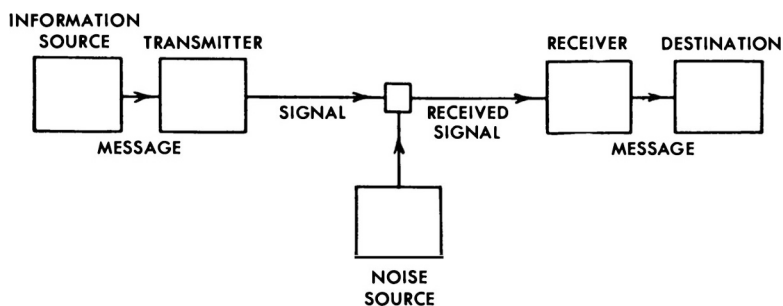 INFORMATION
SOURCE
TRANSMITTER
RECEIVER
DESTINATION
SIGNAL
RECEIVED
SIGNAL
MESSAGE
MESSAGE
NOISE
SOURCE